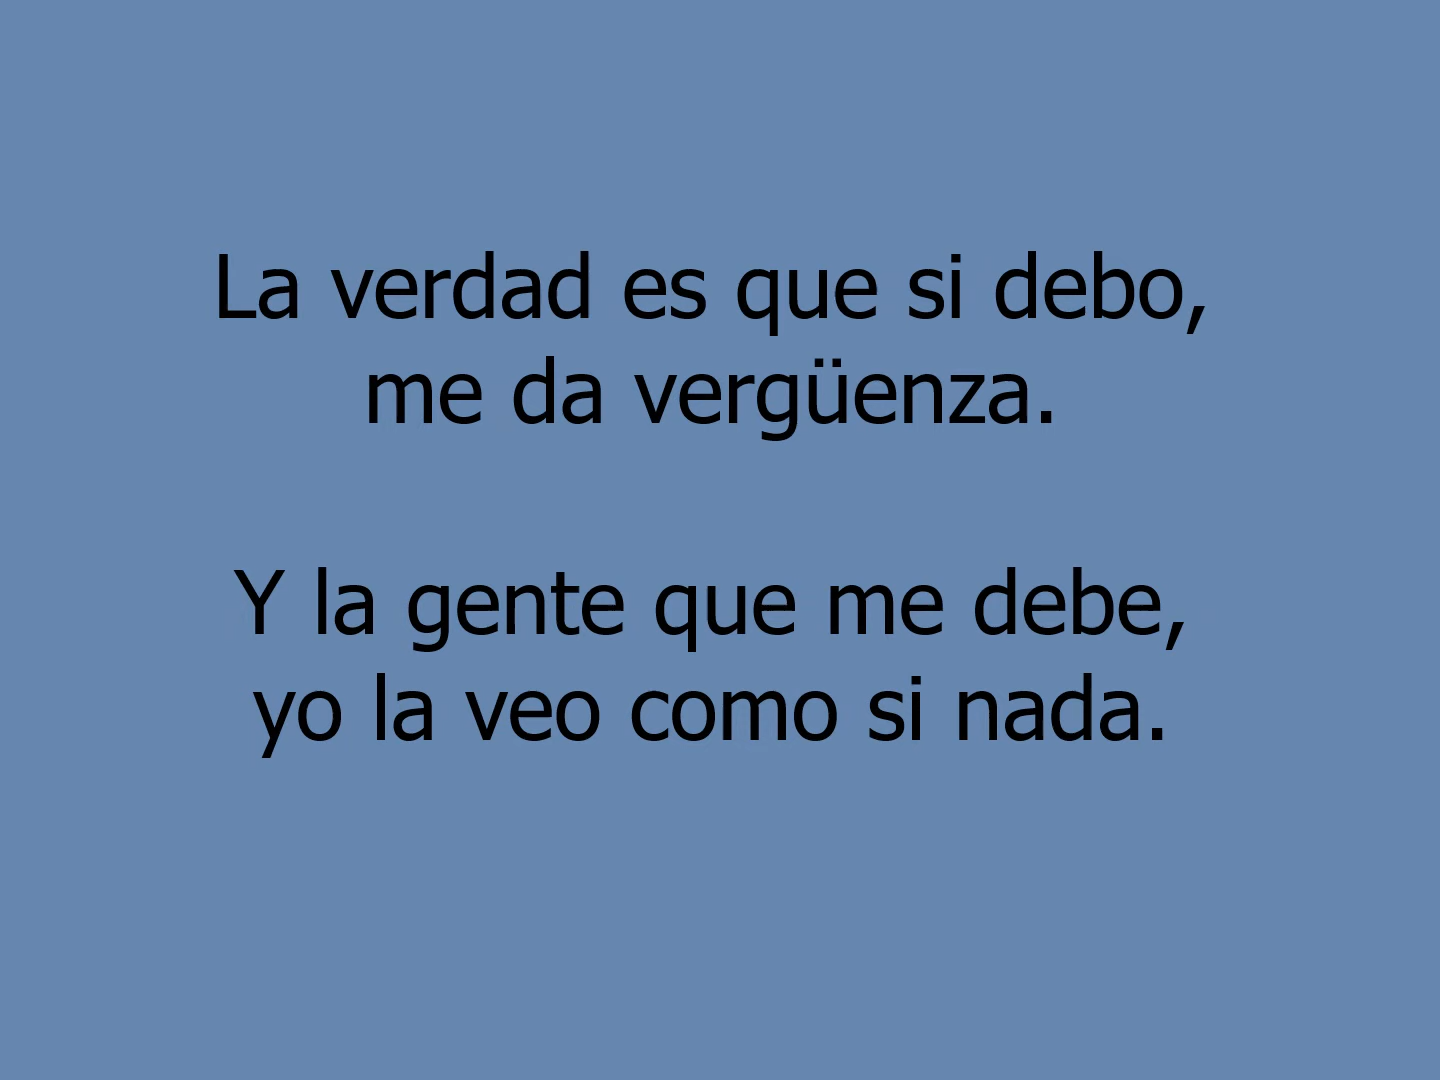 La verdad es que si debo,
me da vergüenza.
Y la gente que me debe,
yo la veo como si nada.